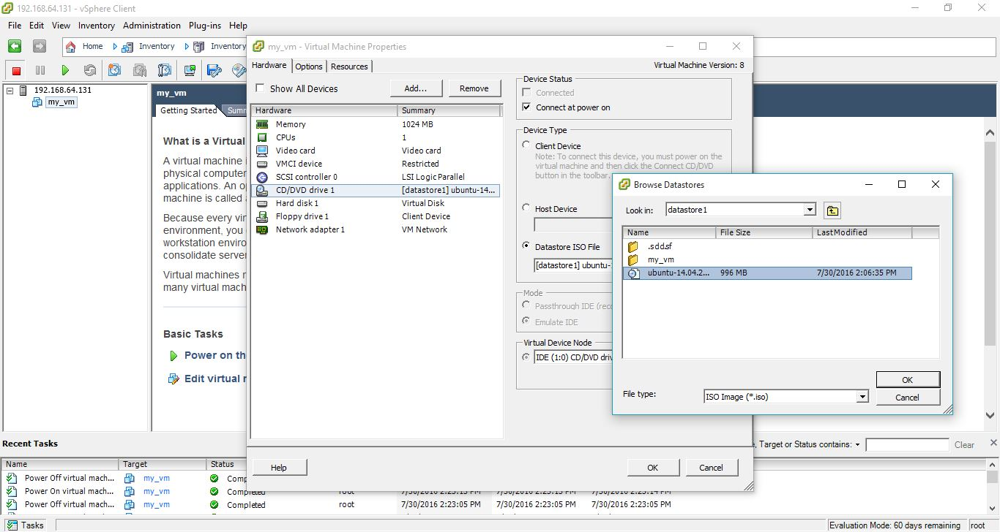 192.168.64.131 - vSphere Client
File Edit View Inventory Administration Plug-ins Help
Home Inventory Inventory
192.168.64.131
my_vm
my_vm
Getting Started Summ
What is a Virtual
A virtual machine i
physical computer
applications. An op
machine is called a
Because every vir
environment, you
workstation enviro
consolidate server
Virtual machines r
many virtual mach
Basic Tasks
Power on th
Edit virtual r
my_vm - Virtual Machine Properties
Hardware Options Resources
Virtual Machine Version: 8
Show All Devices Add... Remove
Hardware Summary
Memory 1024 MB
CPUs 1
Video card Video card
VMCI device Restricted
SCSI controller 0 LSI Logic Parallel
CD/DVD drive 1 [datastore1] ubuntu-14...
Hard disk 1 Virtual Disk
Floppy drive 1 Client Device
Network adapter 1 VM Network
Device Status
Connected
Connect at power on
Device Type
Client Device
Note: To connect this device, you must power on the
virtual machine and then click the Connect CD/DVD
button in the toolbar.
Host Device
Datastore ISO File
[datastore1] ubuntu-
Mode
Passthrough IDE (reco
Emulate IDE
Virtual Device Node
IDE (1:0) CD/DVD driv
Help OK Cancel
Browse Datastores
Look in: datastore1
Name File Size Last Modified
.sdd.sf
my_vm
ubuntu-14.04.2... 996 MB 7/30/2016 2:06:35 PM
OK
File type: ISO Image (*.iso) Cancel
Recent Tasks
, Target or Status contains: Clear
Name Target Status
Power Off virtual mach... my_vm Comp
Power On virtual mach... my_vm Completed root 7/30/2016 2:23:13 PM 7/30/2016 2:23:13 PM 7/30/2016 2:23:14 PM
Power Off virtual mach... my_vm Completed root 7/30/2016 2:23:05 PM 7/30/2016 2:23:05 PM 7/30/2016 2:23:05 PM
Tasks Evaluation Mode: 60 days remaining root